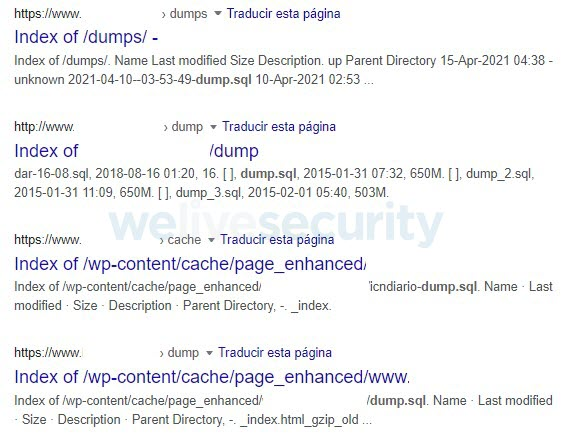 https://www. › dumps Traducir esta página
Index of /dumps/ -
Index of /dumps/. Name Last modified Size Description. up Parent Directory 15-Apr-2021 04:38 -
unknown 2021-04-10--03-53-49-dump.sql 10-Apr-2021 02:53 ...
http://www. › dump Traducir esta página
Index of /dump
dar-16-08.sql, 2018-08-16 01:20, 16. [ ], dump.sql, 2015-01-31 07:32, 650M. [ ], dump_2.sql,
2015-01-31 11:09, 650M. [ ], dump_3.sql, 2015-02-01 05:40, 503M.
welivesecurity
https://www. › cache Traducir esta página
Index of /wp-content/cache/page_enhanced/
Index of /wp-content/cache/page_enhanced/ icndiario-dump.sql. Name · Last
modified · Size · Description · Parent Directory, -. _index.
https://www. › dump Traducir esta página
Index of /wp-content/cache/page_enhanced/www.
Index of /wp-content/cache/page_enhanced/ /dump.sql. Name · Last modified
· Size · Description · Parent Directory, -. _index.html_gzip_old ...